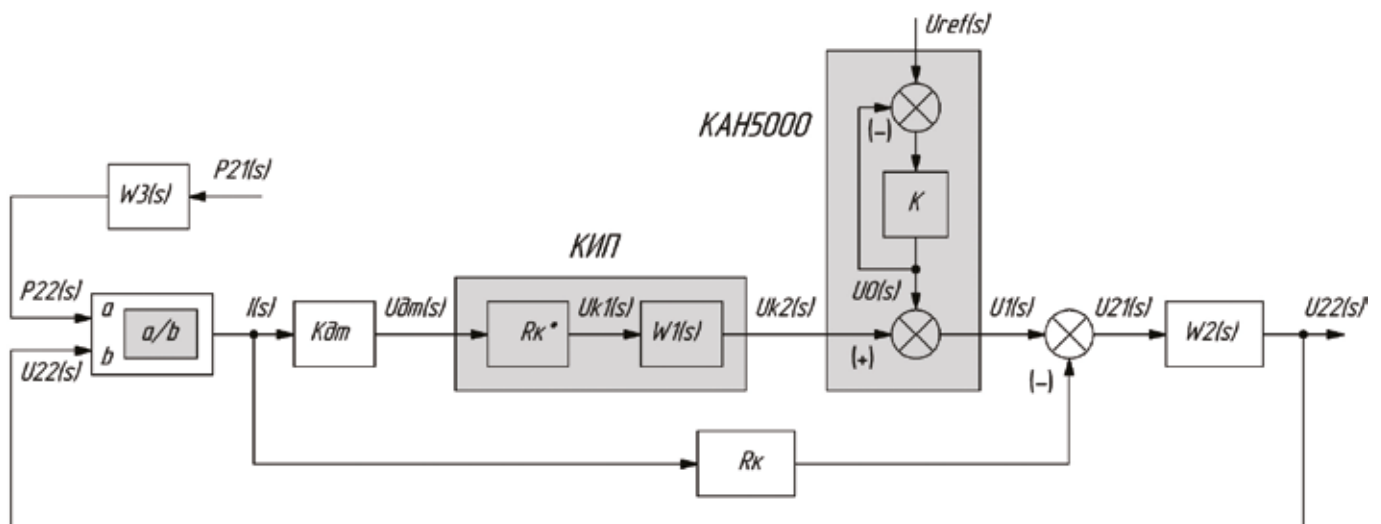 Uref(s)
КАН5000
(–)
K
P21(s)
W3(s)
КИП
P22(s)
a
a/b
b
U22(s)
I(s)
Kдт
Uдт(s)
Rк*
Uk1(s)
W1(s)
Uk2(s)
U0(s)
(+)
U1(s)
(–)
U21(s)
W2(s)
U22(s)'
Rк